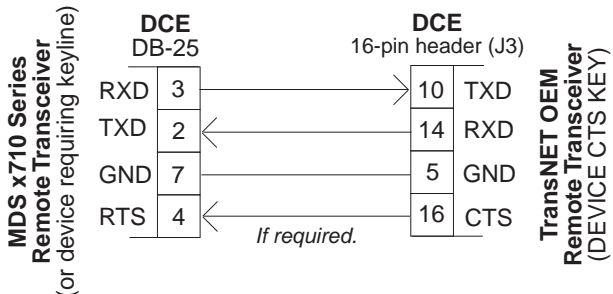 DCE
DB-25
DCE
16-pin header (J3)
MDS x710 Series
Remote Transceiver
(or device requiring keyline)
RXD 3 10 TXD
TXD 2 14 RXD
GND 7 5 GND
RTS 4 16 CTS
If required.
TransNET OEM
Remote Transceiver
(DEVICE CTS KEY)